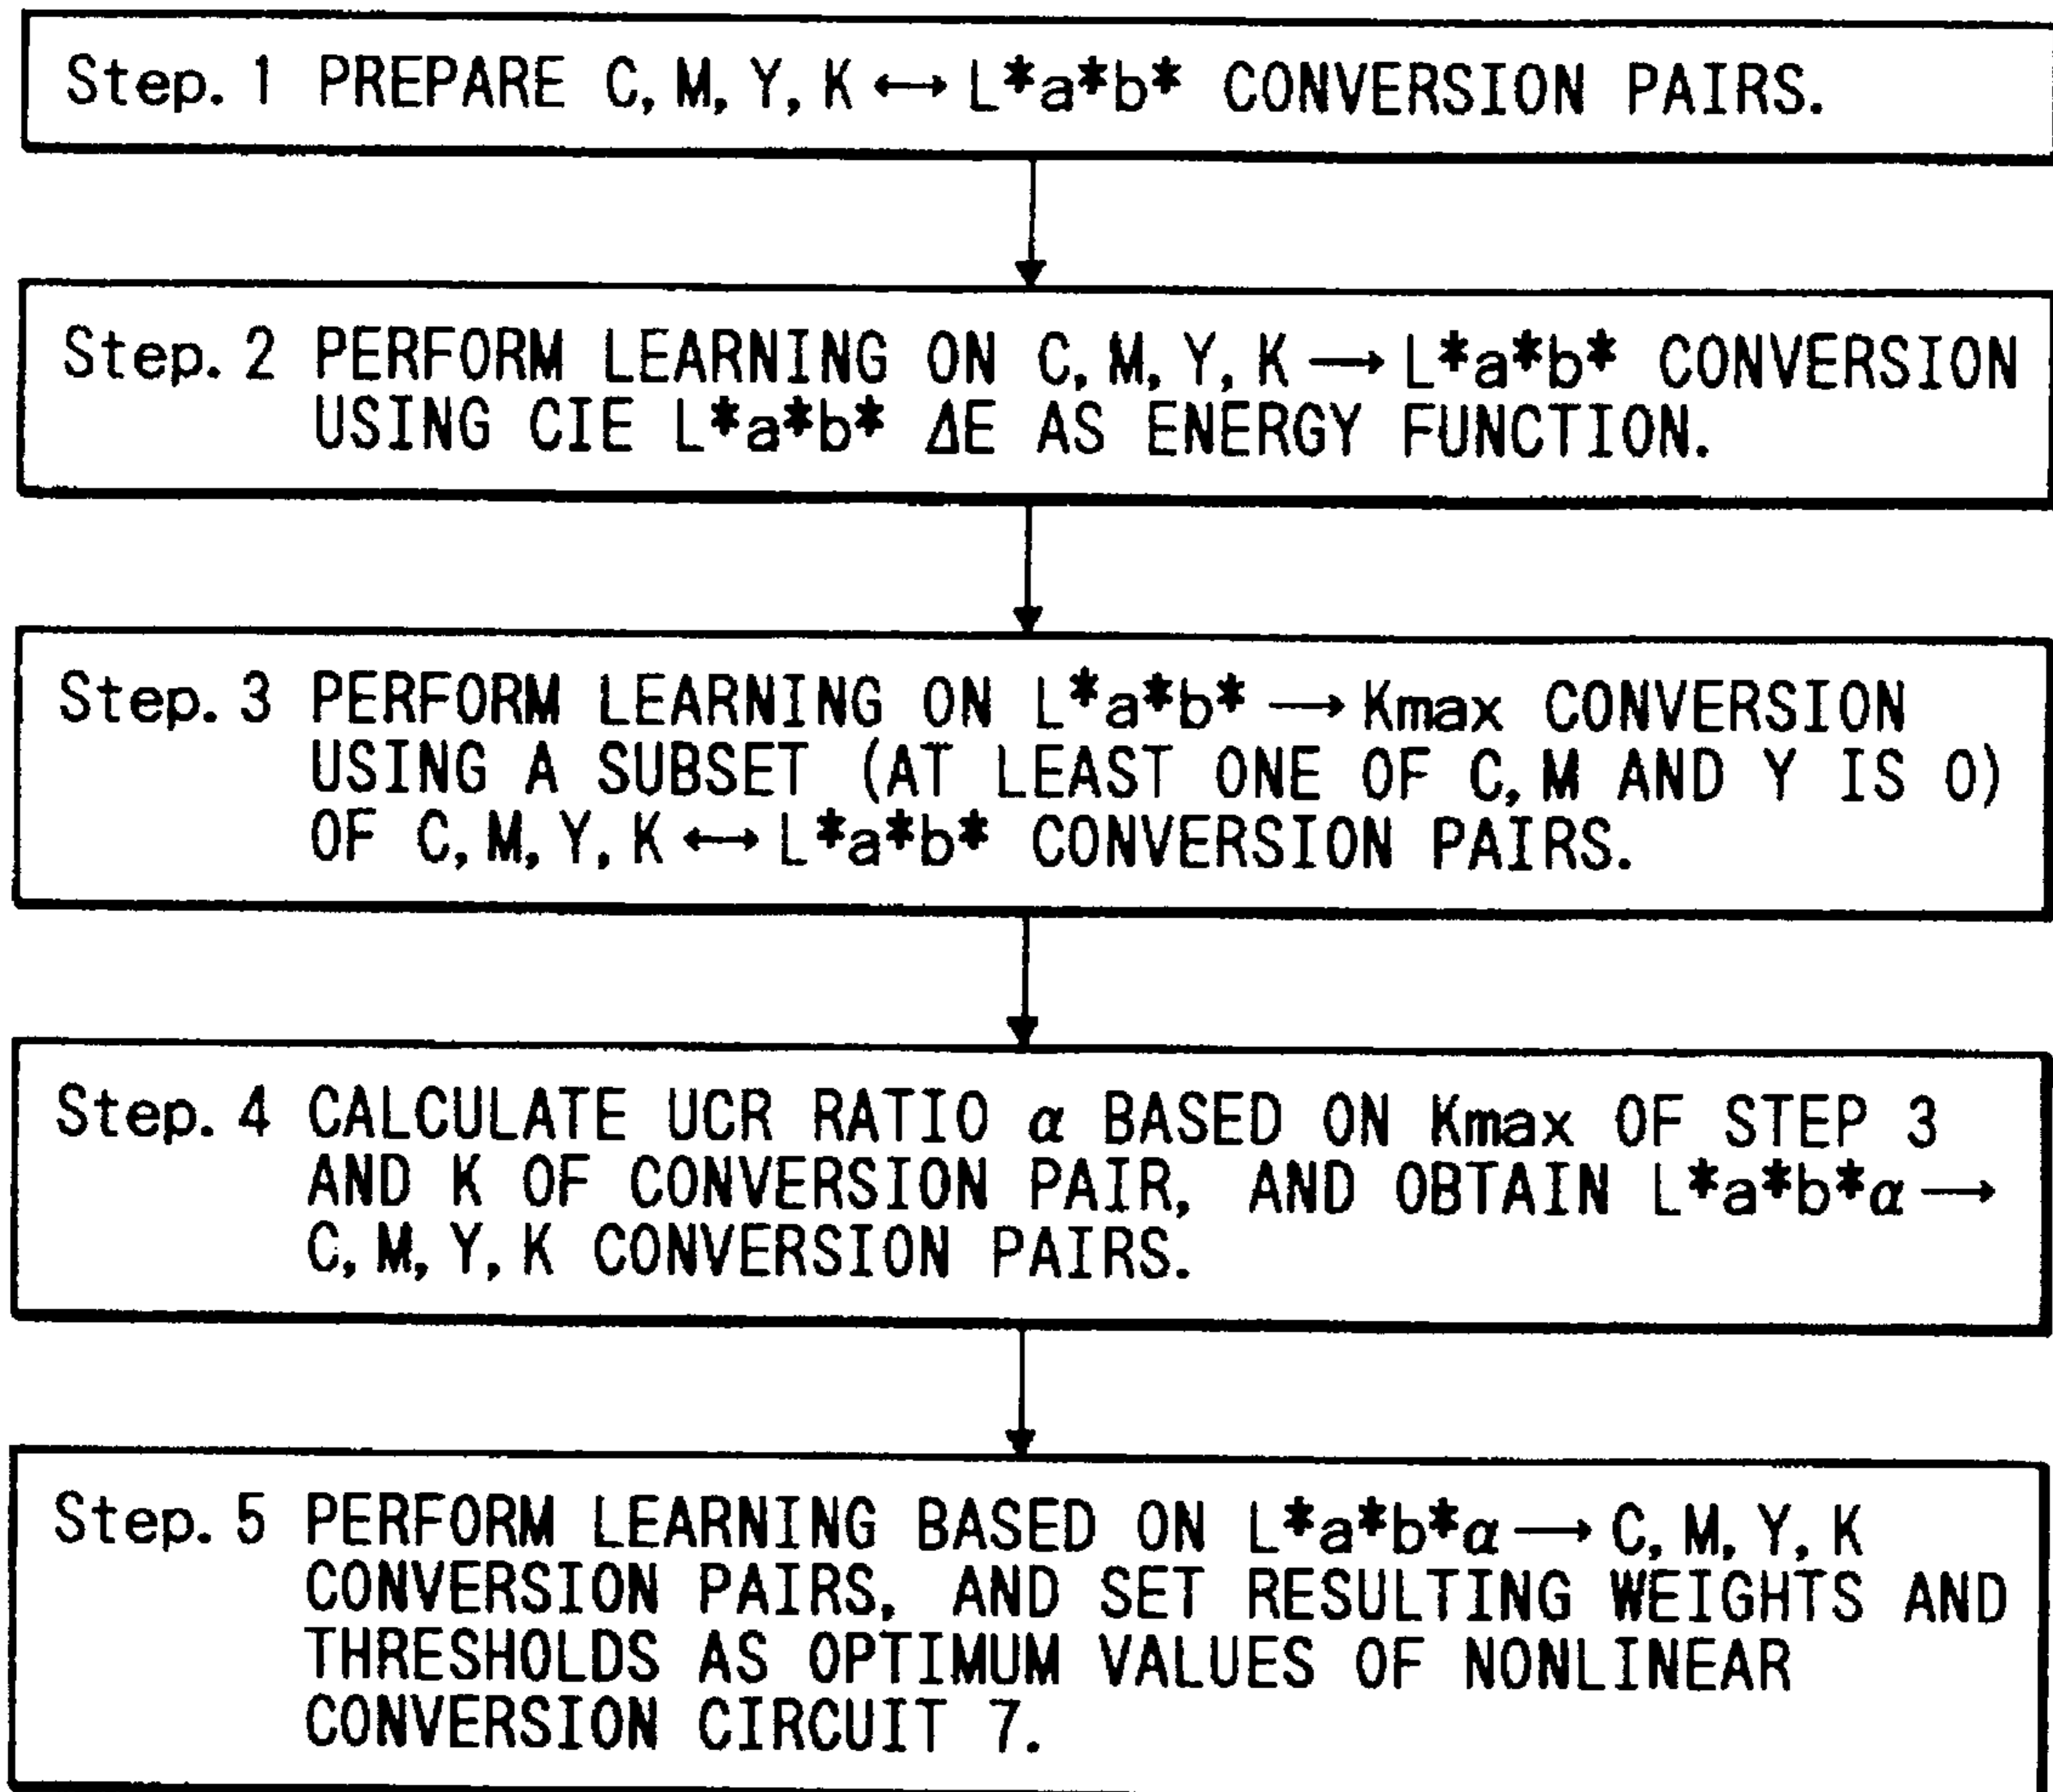 Step. 1 PREPARE C, M, Y, K ↔ L*a*b* CONVERSION PAIRS.
Step. 2 PERFORM LEARNING ON C, M, Y, K → L*a*b* CONVERSION
USING CIE L*a*b* ΔE AS ENERGY FUNCTION.
Step. 3 PERFORM LEARNING ON L*a*b* → Kmax CONVERSION
USING A SUBSET (AT LEAST ONE OF C, M AND Y IS 0)
OF C, M, Y, K ↔ L*a*b* CONVERSION PAIRS.
Step. 4 CALCULATE UCR RATIO α BASED ON Kmax OF STEP 3
AND K OF CONVERSION PAIR, AND OBTAIN L*a*b*α →
C, M, Y, K CONVERSION PAIRS.
Step. 5 PERFORM LEARNING BASED ON L*a*b*α → C, M, Y, K
CONVERSION PAIRS, AND SET RESULTING WEIGHTS AND
THRESHOLDS AS OPTIMUM VALUES OF NONLINEAR
CONVERSION CIRCUIT 7.